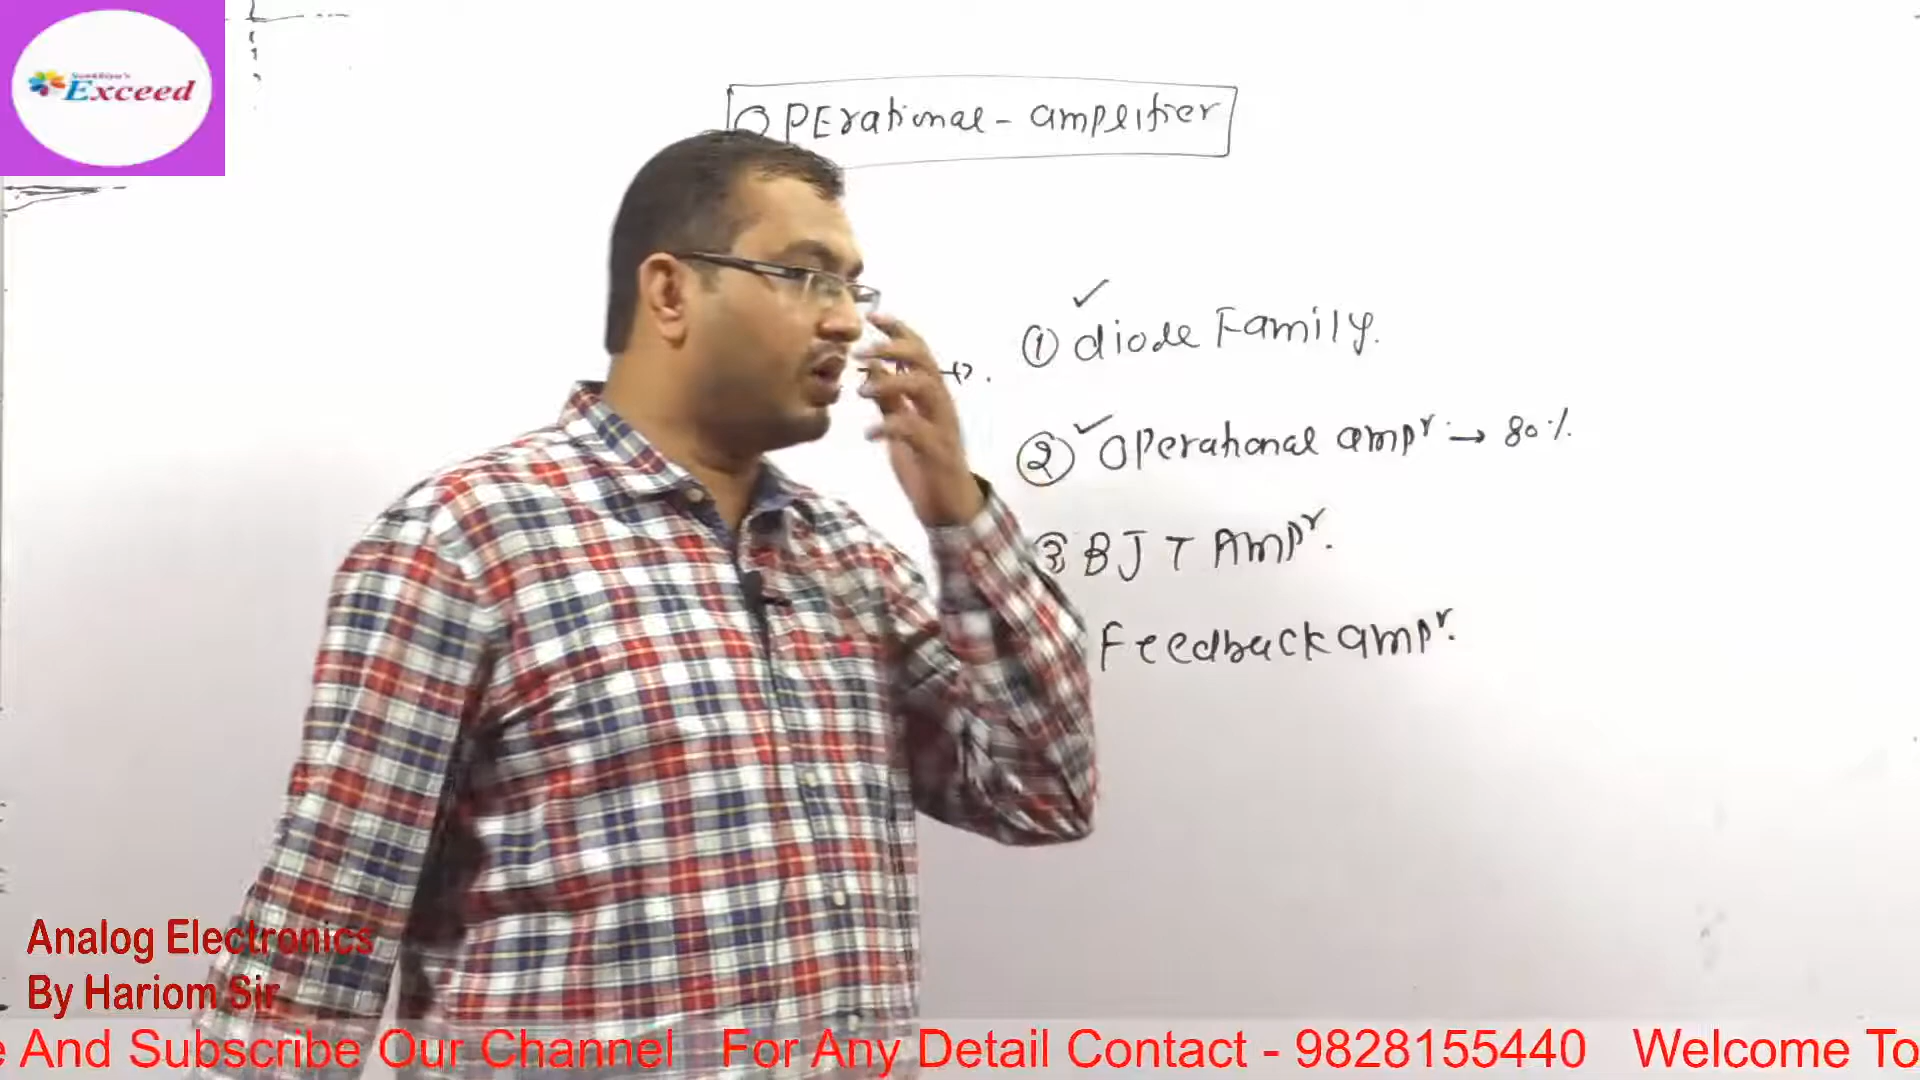 Exceed
OPErational - amplifier
① diode Family.
② Operational ampr. → 80%
③ BJT Ampr.
Feedback ampr.
Analog Electronics
By Hariom Sir
And Subscribe Our Channel For Any Detail Contact - 9828155440 Welcome To